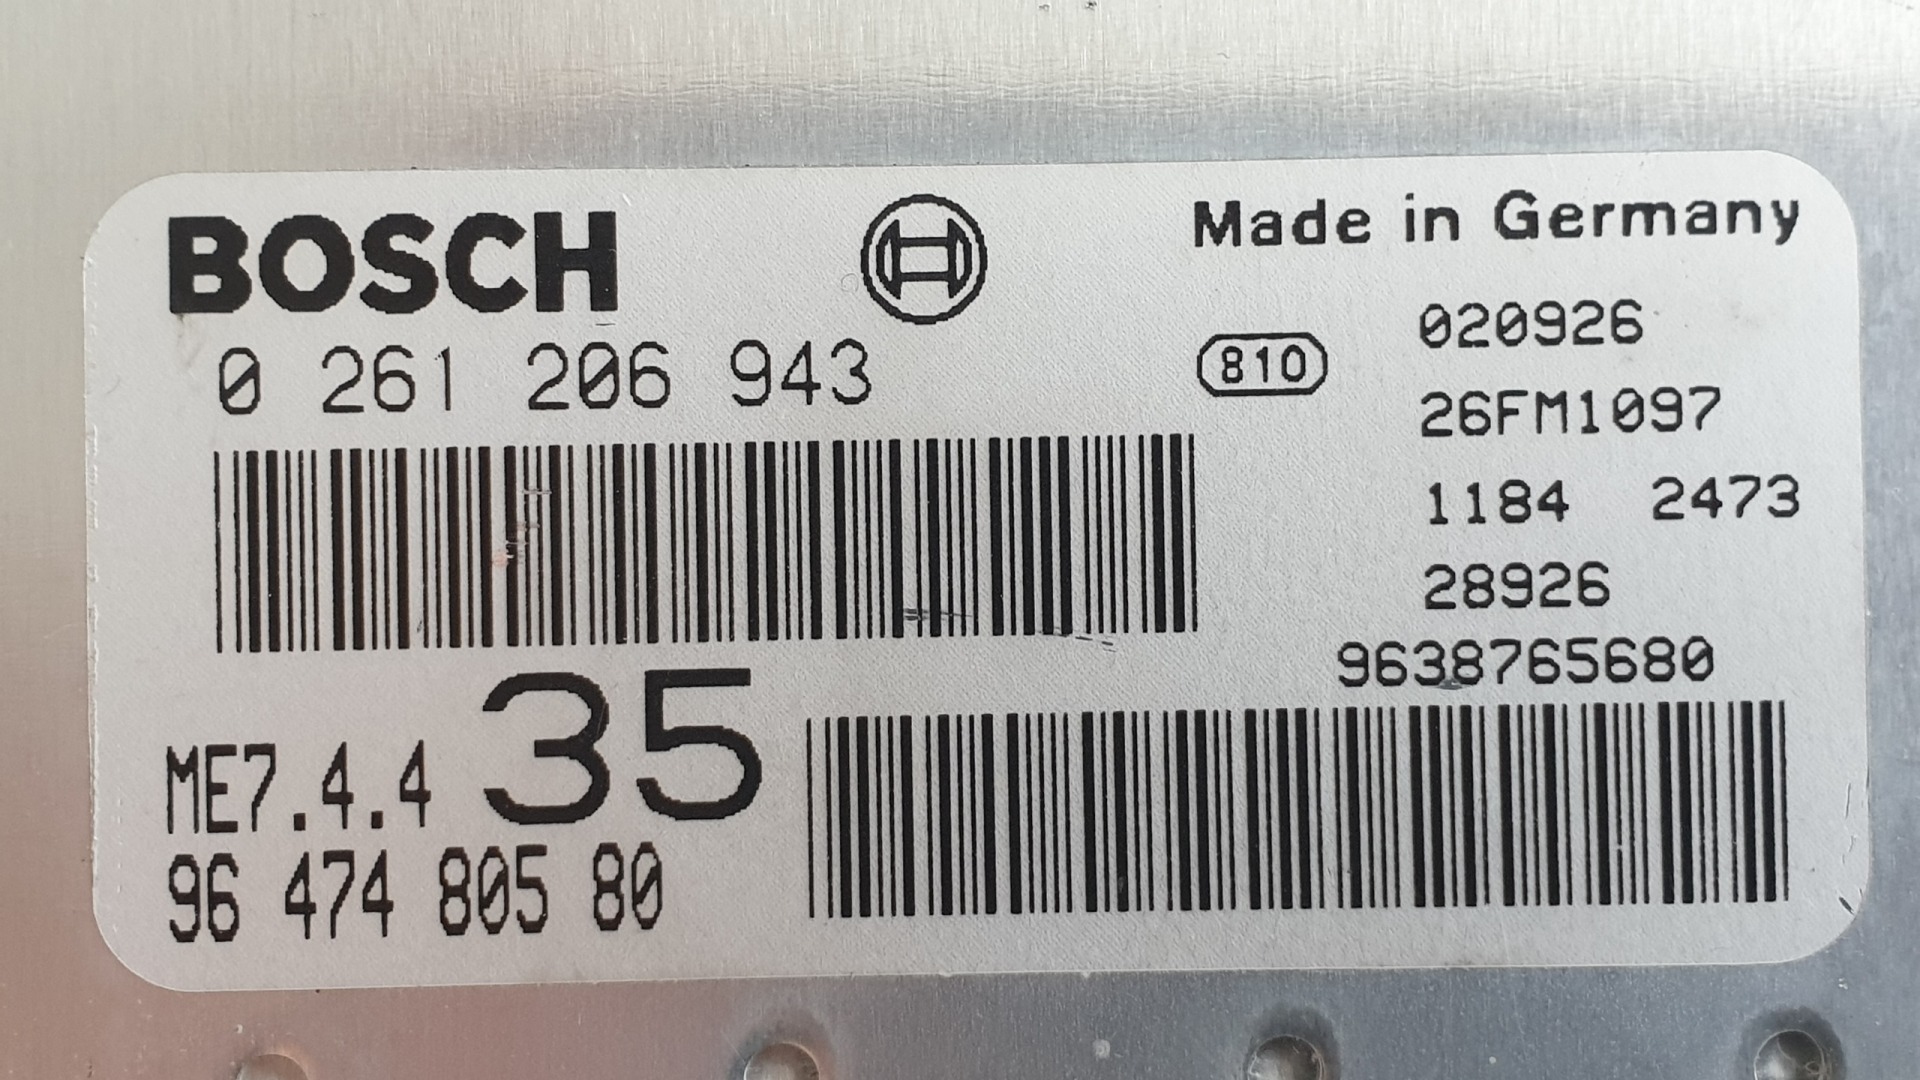 BOSCH
Made in Germany
0 261 206 943
810
020926
26FM1097
1184 2473
28926
9638765680
ME7.4.4 35
96 474 805 80